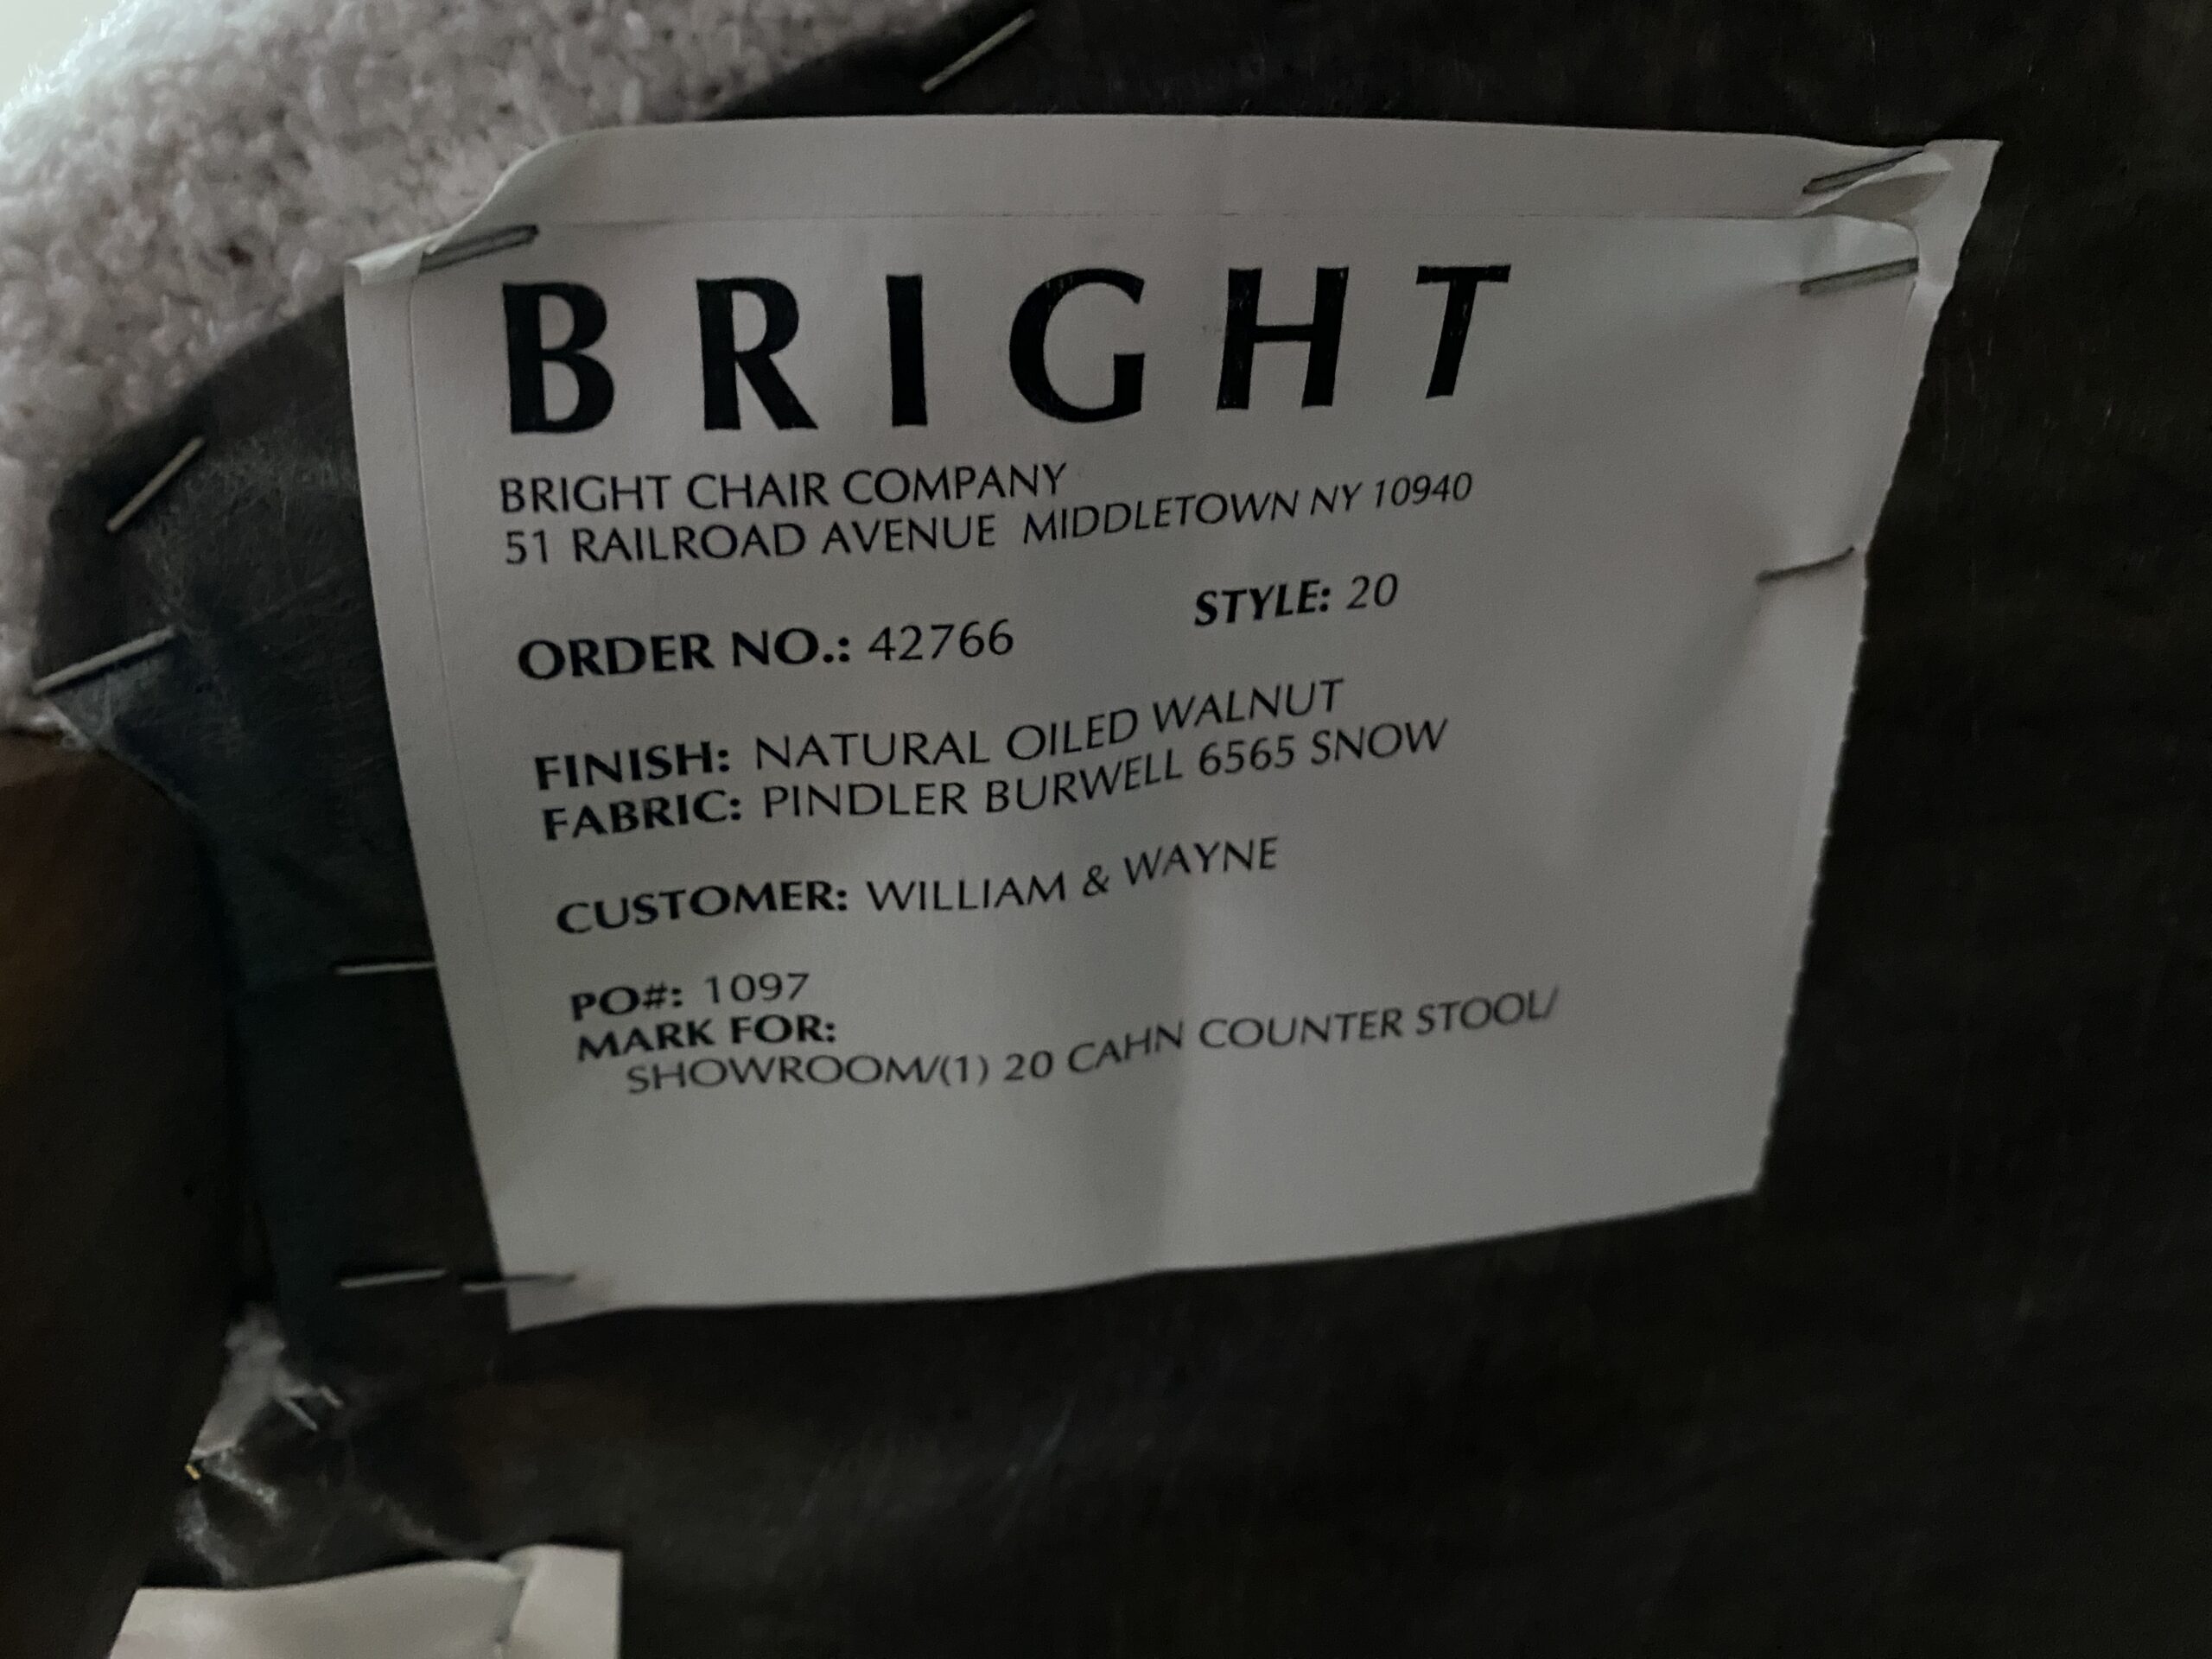 BRIGHT
BRIGHT CHAIR COMPANY
51 RAILROAD AVENUE MIDDLETOWN NY 10940
ORDER NO.: 42766 STYLE: 20
FINISH: NATURAL OILED WALNUT
FABRIC: PINDLER BURWELL 6565 SNOW
CUSTOMER: WILLIAM & WAYNE
PO#: 1097
MARK FOR:
SHOWROOM/(1) 20 CAHN COUNTER STOOL/